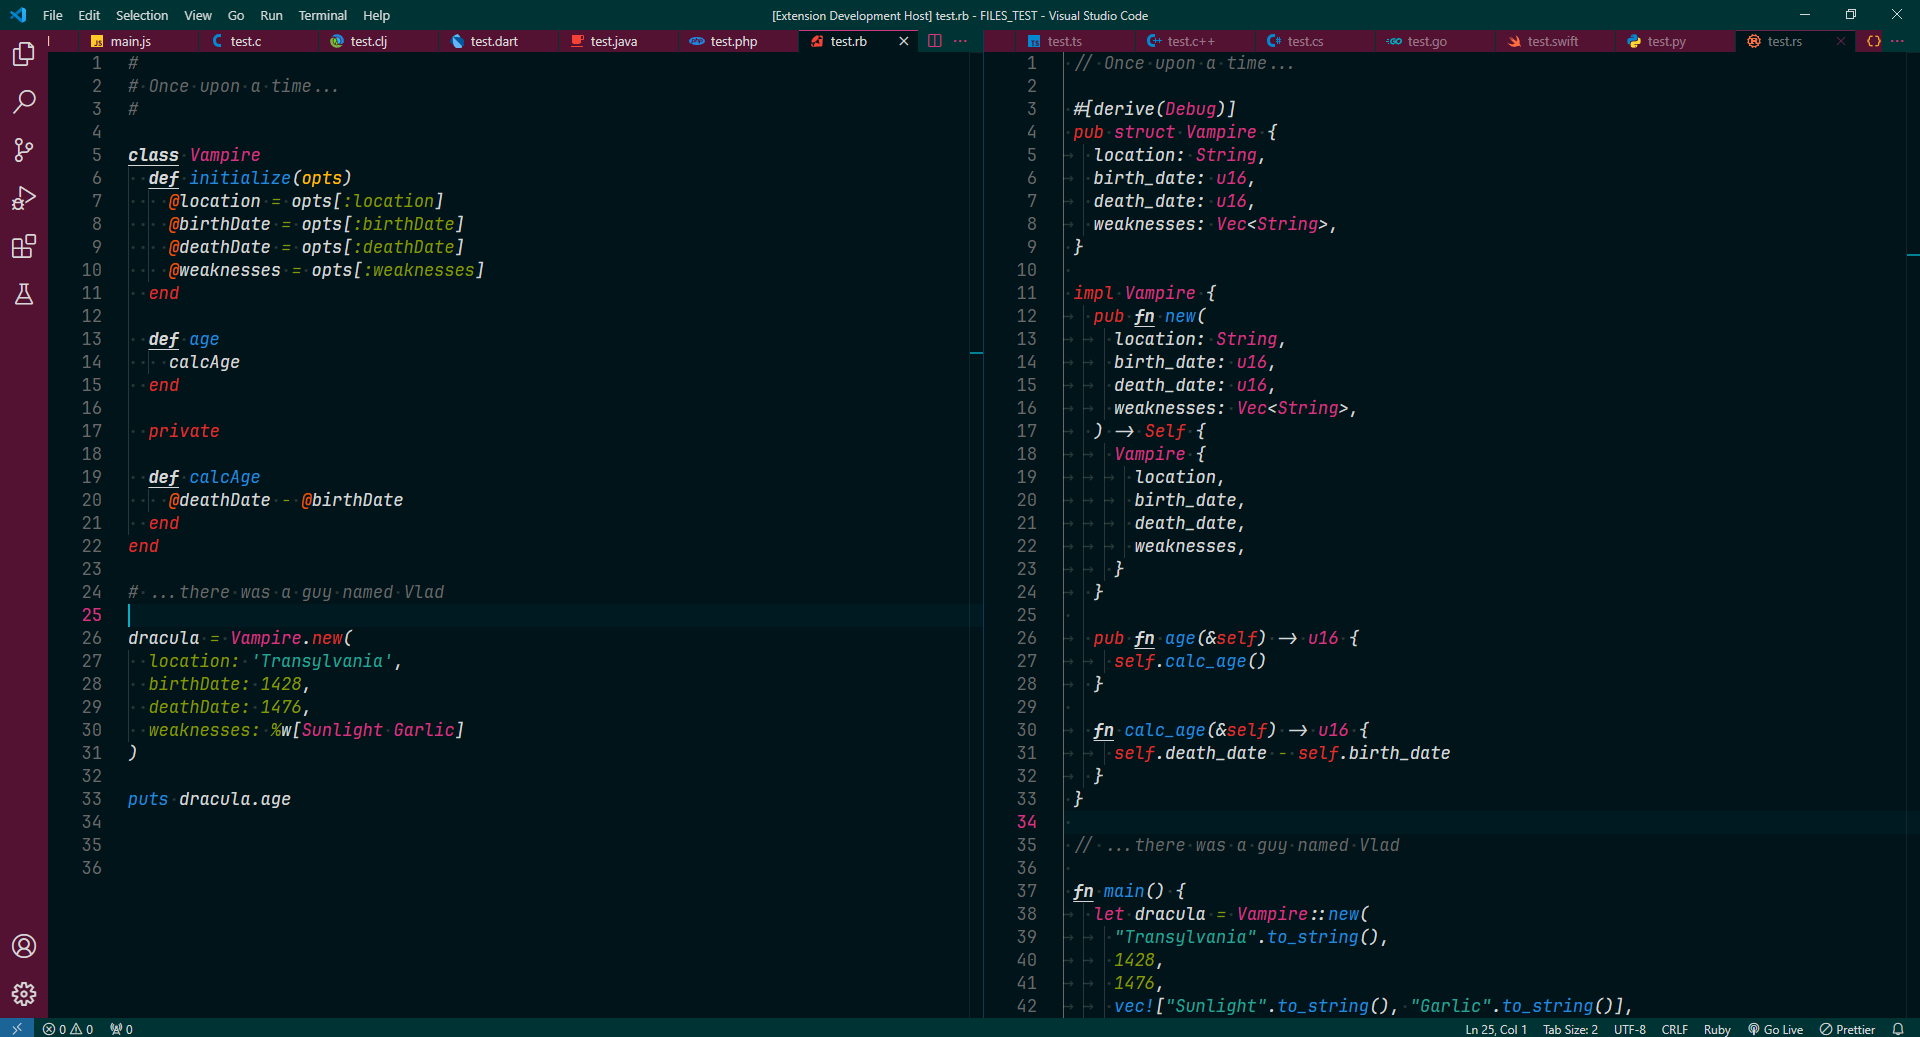 File Edit Selection View Go Run Terminal Help
[Extension Development Host] test.rb - FILES_TEST - Visual Studio Code
main.js test.c test.clj test.dart test.java test.php test.rb
1 #
2 # Once upon a time...
3 #
4
5 class Vampire
6 def initialize(opts)
7 @location = opts[:location]
8 @birthDate = opts[:birthDate]
9 @deathDate = opts[:deathDate]
10 @weaknesses = opts[:weaknesses]
11 end
12
13 def age
14 calcAge
15 end
16
17 private
18
19 def calcAge
20 @deathDate - @birthDate
21 end
22 end
23
24 # ...there was a guy named Vlad
25
26 dracula = Vampire.new(
27 location: 'Transylvania',
28 birthDate: 1428,
29 deathDate: 1476,
30 weaknesses: %w[Sunlight Garlic]
31 )
32
33 puts dracula.age
34
35
36
test.ts test.c++ test.cs test.go test.swift test.py test.rs
1 // Once upon a time...
2
3 #[derive(Debug)]
4 pub struct Vampire {
5 location: String,
6 birth_date: u16,
7 death_date: u16,
8 weaknesses: Vec<String>,
9 }
10
11 impl Vampire {
12 pub fn new(
13 location: String,
14 birth_date: u16,
15 death_date: u16,
16 weaknesses: Vec<String>,
17 ) -> Self {
18 Vampire {
19 location,
20 birth_date,
21 death_date,
22 weaknesses,
23 }
24 }
25
26 pub fn age(&self) -> u16 {
27 self.calc_age()
28 }
29
30 fn calc_age(&self) -> u16 {
31 self.death_date - self.birth_date
32 }
33 }
34
35 // ...there was a guy named Vlad
36
37 fn main() {
38 let dracula = Vampire::new(
39 "Transylvania".to_string(),
40 1428,
41 1476,
42 vec!["Sunlight".to_string(), "Garlic".to_string()],
0 0 0
Ln 25, Col 1 Tab Size: 2 UTF-8 CRLF Ruby Go Live Prettier